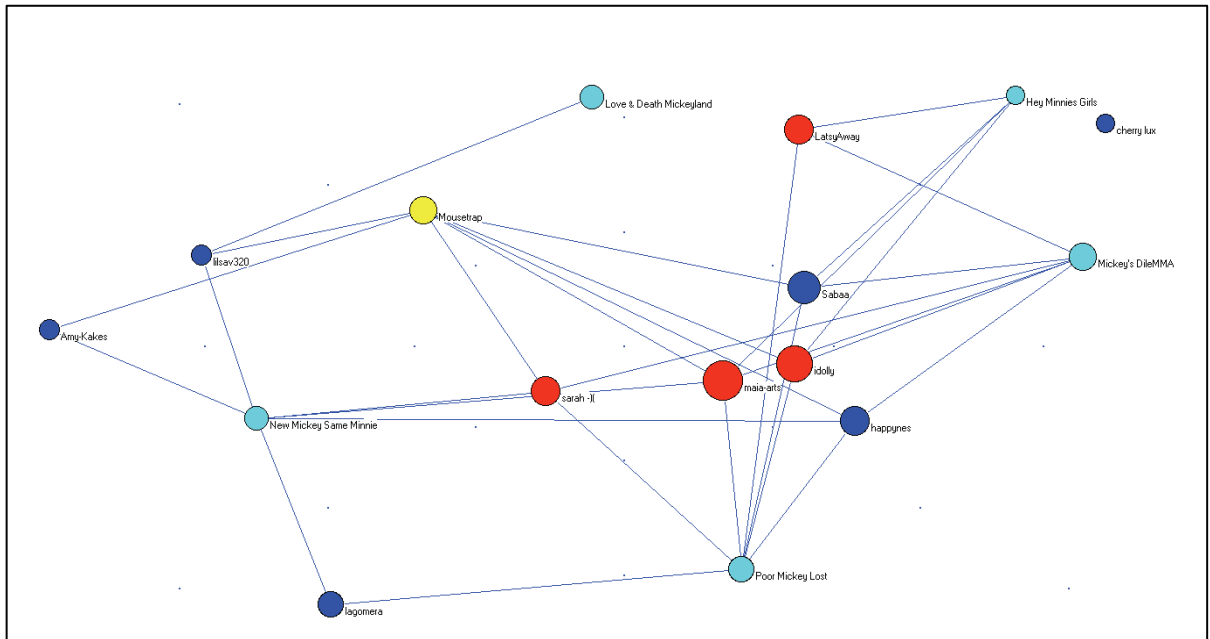 Love & Death Mickeyland
Hey Minnies Girls
cherry lux
LatsyAway
Mousetrap
lilsav320
Mickey's DileMMA
Sabaa
Amy-Kakes
idolly
maia-arts
sarah -)(
happynes
New Mickey Same Minnie
Poor Mickey Lost
lagomera